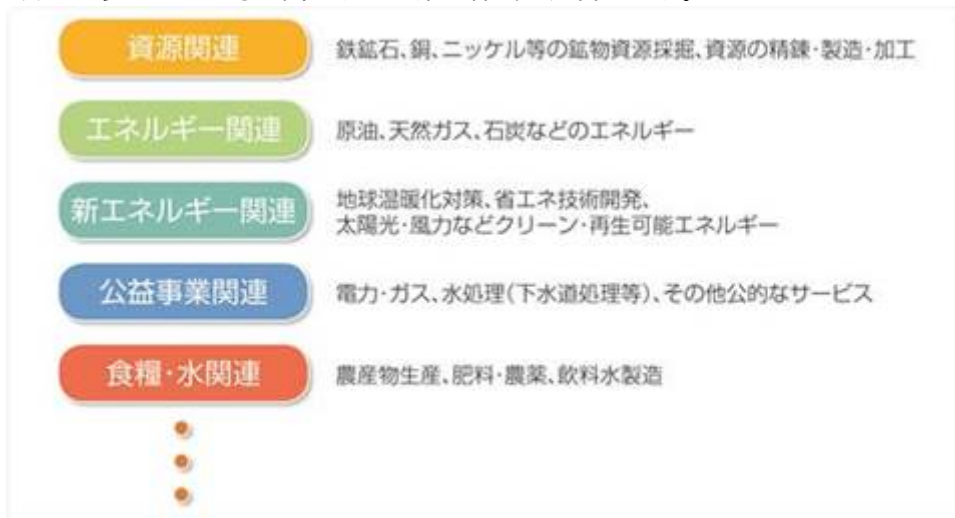 資源関連
鉄鉱石、銅、ニッケル等の鉱物資源採掘、資源の精錬・製造・加工
エネルギー関連
原油、天然ガス、石炭などのエネルギー
新エネルギー関連
地球温暖化対策、省エネ技術開発、
太陽光・風力などクリーン・再生可能エネルギー
公益事業関連
電力・ガス、水処理(下水道処理等)、その他公的なサービス
食糧・水関連
農産物生産、肥料・農薬、飲料水製造